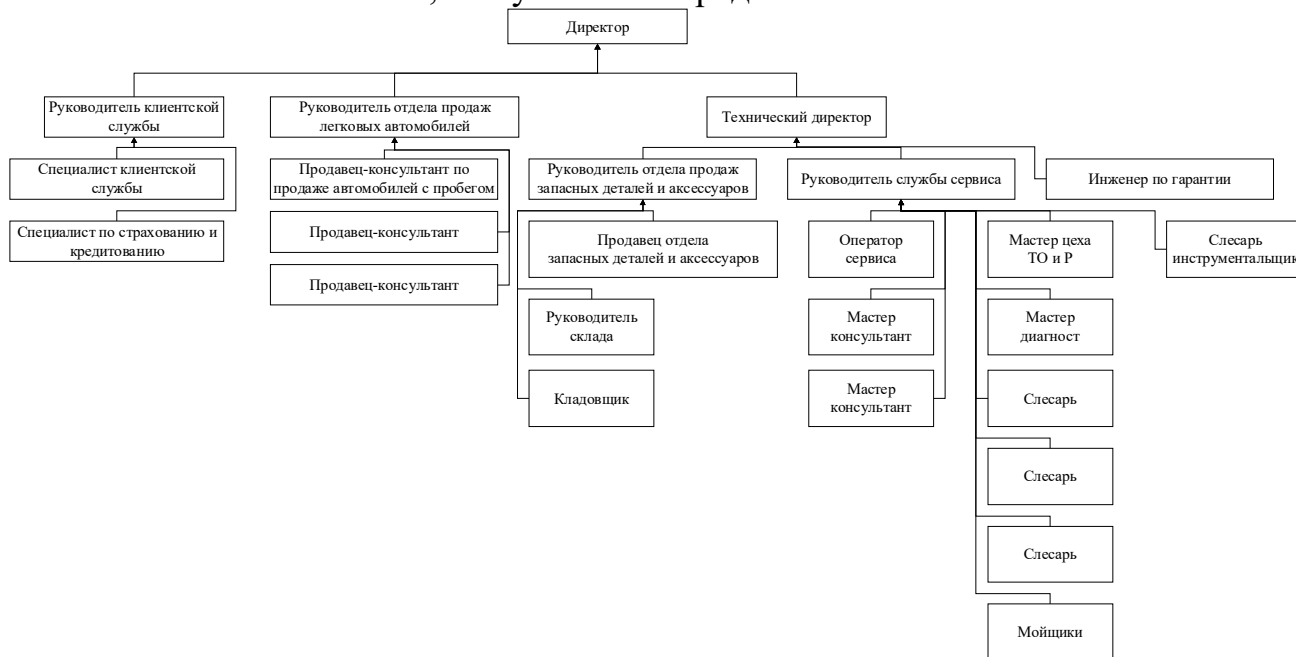 Директор
Руководитель клиентской
службы
Руководитель отдела продаж
легковых автомобилей
Технический директор
Специалист клиентской
службы
Продавец-консультант по
продаже автомобилей с пробегом
Руководитель отдела продаж
запасных деталей и аксессуаров
Руководитель службы сервиса
Инженер по гарантии
Специалист по страхованию и
кредитованию
Продавец-консультант
Продавец отдела
запасных деталей и аксессуаров
Оператор
сервиса
Мастер цеха
ТО и Р
Слесарь
инструментальщик
Продавец-консультант
Руководитель
склада
Мастер
консультант
Мастер
диагност
Кладовщик
Мастер
консультант
Слесарь
Слесарь
Слесарь
Мойщики